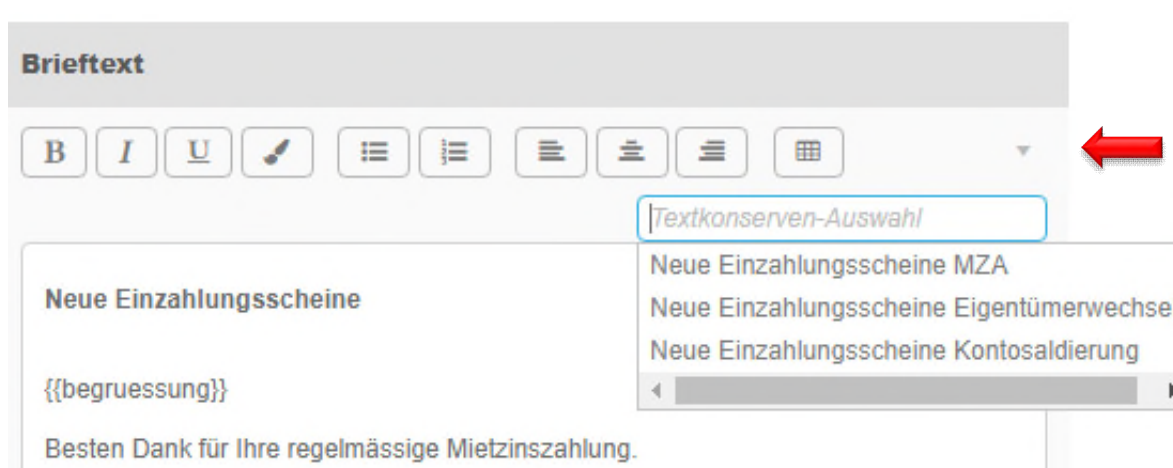 Brieftext
B I U
Textkonserven-Auswahl
Neue Einzahlungsscheine MZA
Neue Einzahlungsscheine Eigentümerwechse
Neue Einzahlungsscheine Kontosaldierung
Neue Einzahlungsscheine
{{begruessung}}
Besten Dank für Ihre regelmässige Mietzinszahlung.